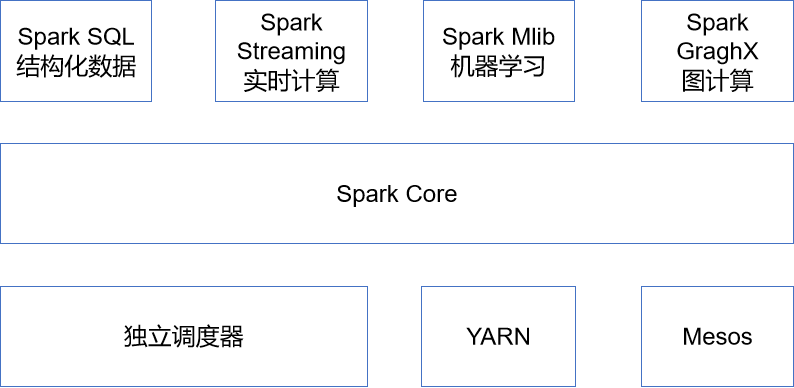 Spark SQL
结构化数据
Spark
Streaming
实时计算
Spark Mlib
机器学习
Spark
GraghX
图计算
Spark Core
独立调度器
YARN
Mesos